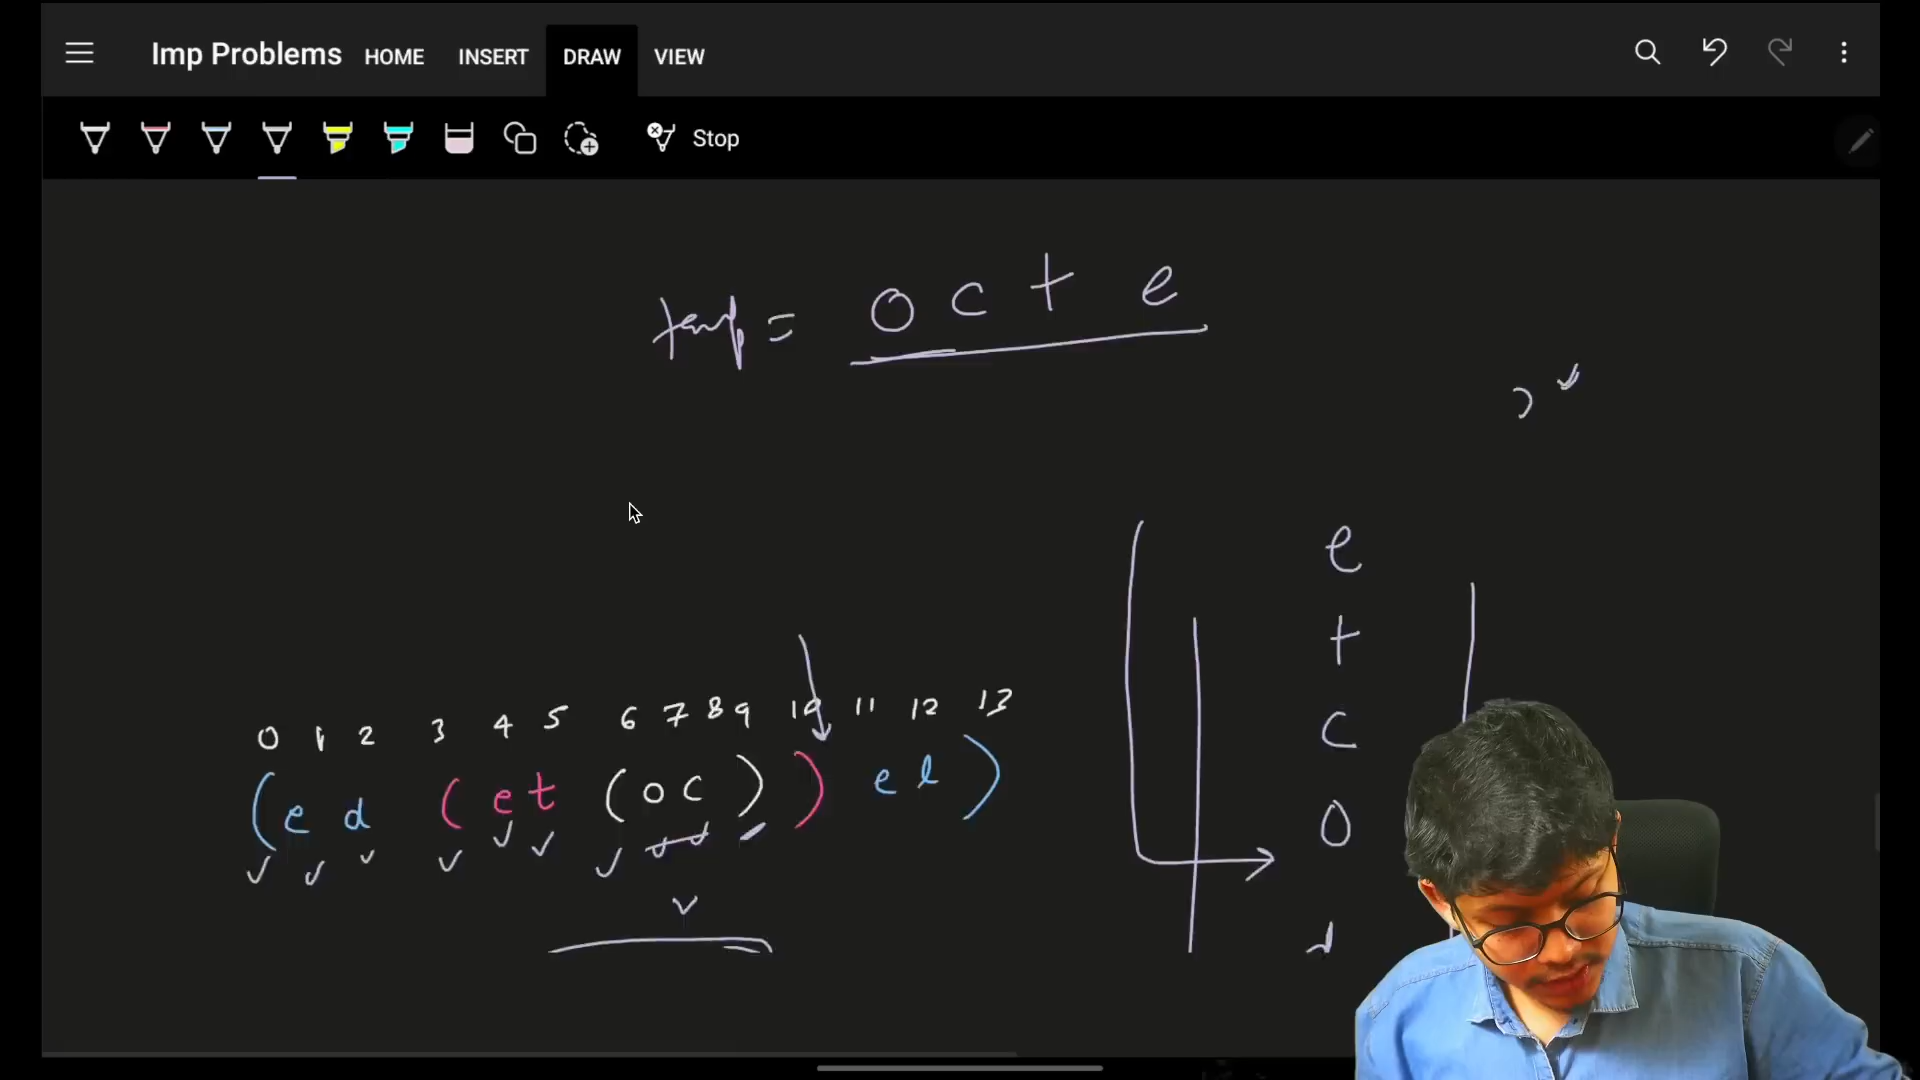 Imp Problems HOME INSERT DRAW VIEW
Stop
temp = o c t e
e
t
c
o
d
0 1 2 3 4 5 6 7 8 9 10 11 12 13
( e d ( e t ( o c ) ) e l )